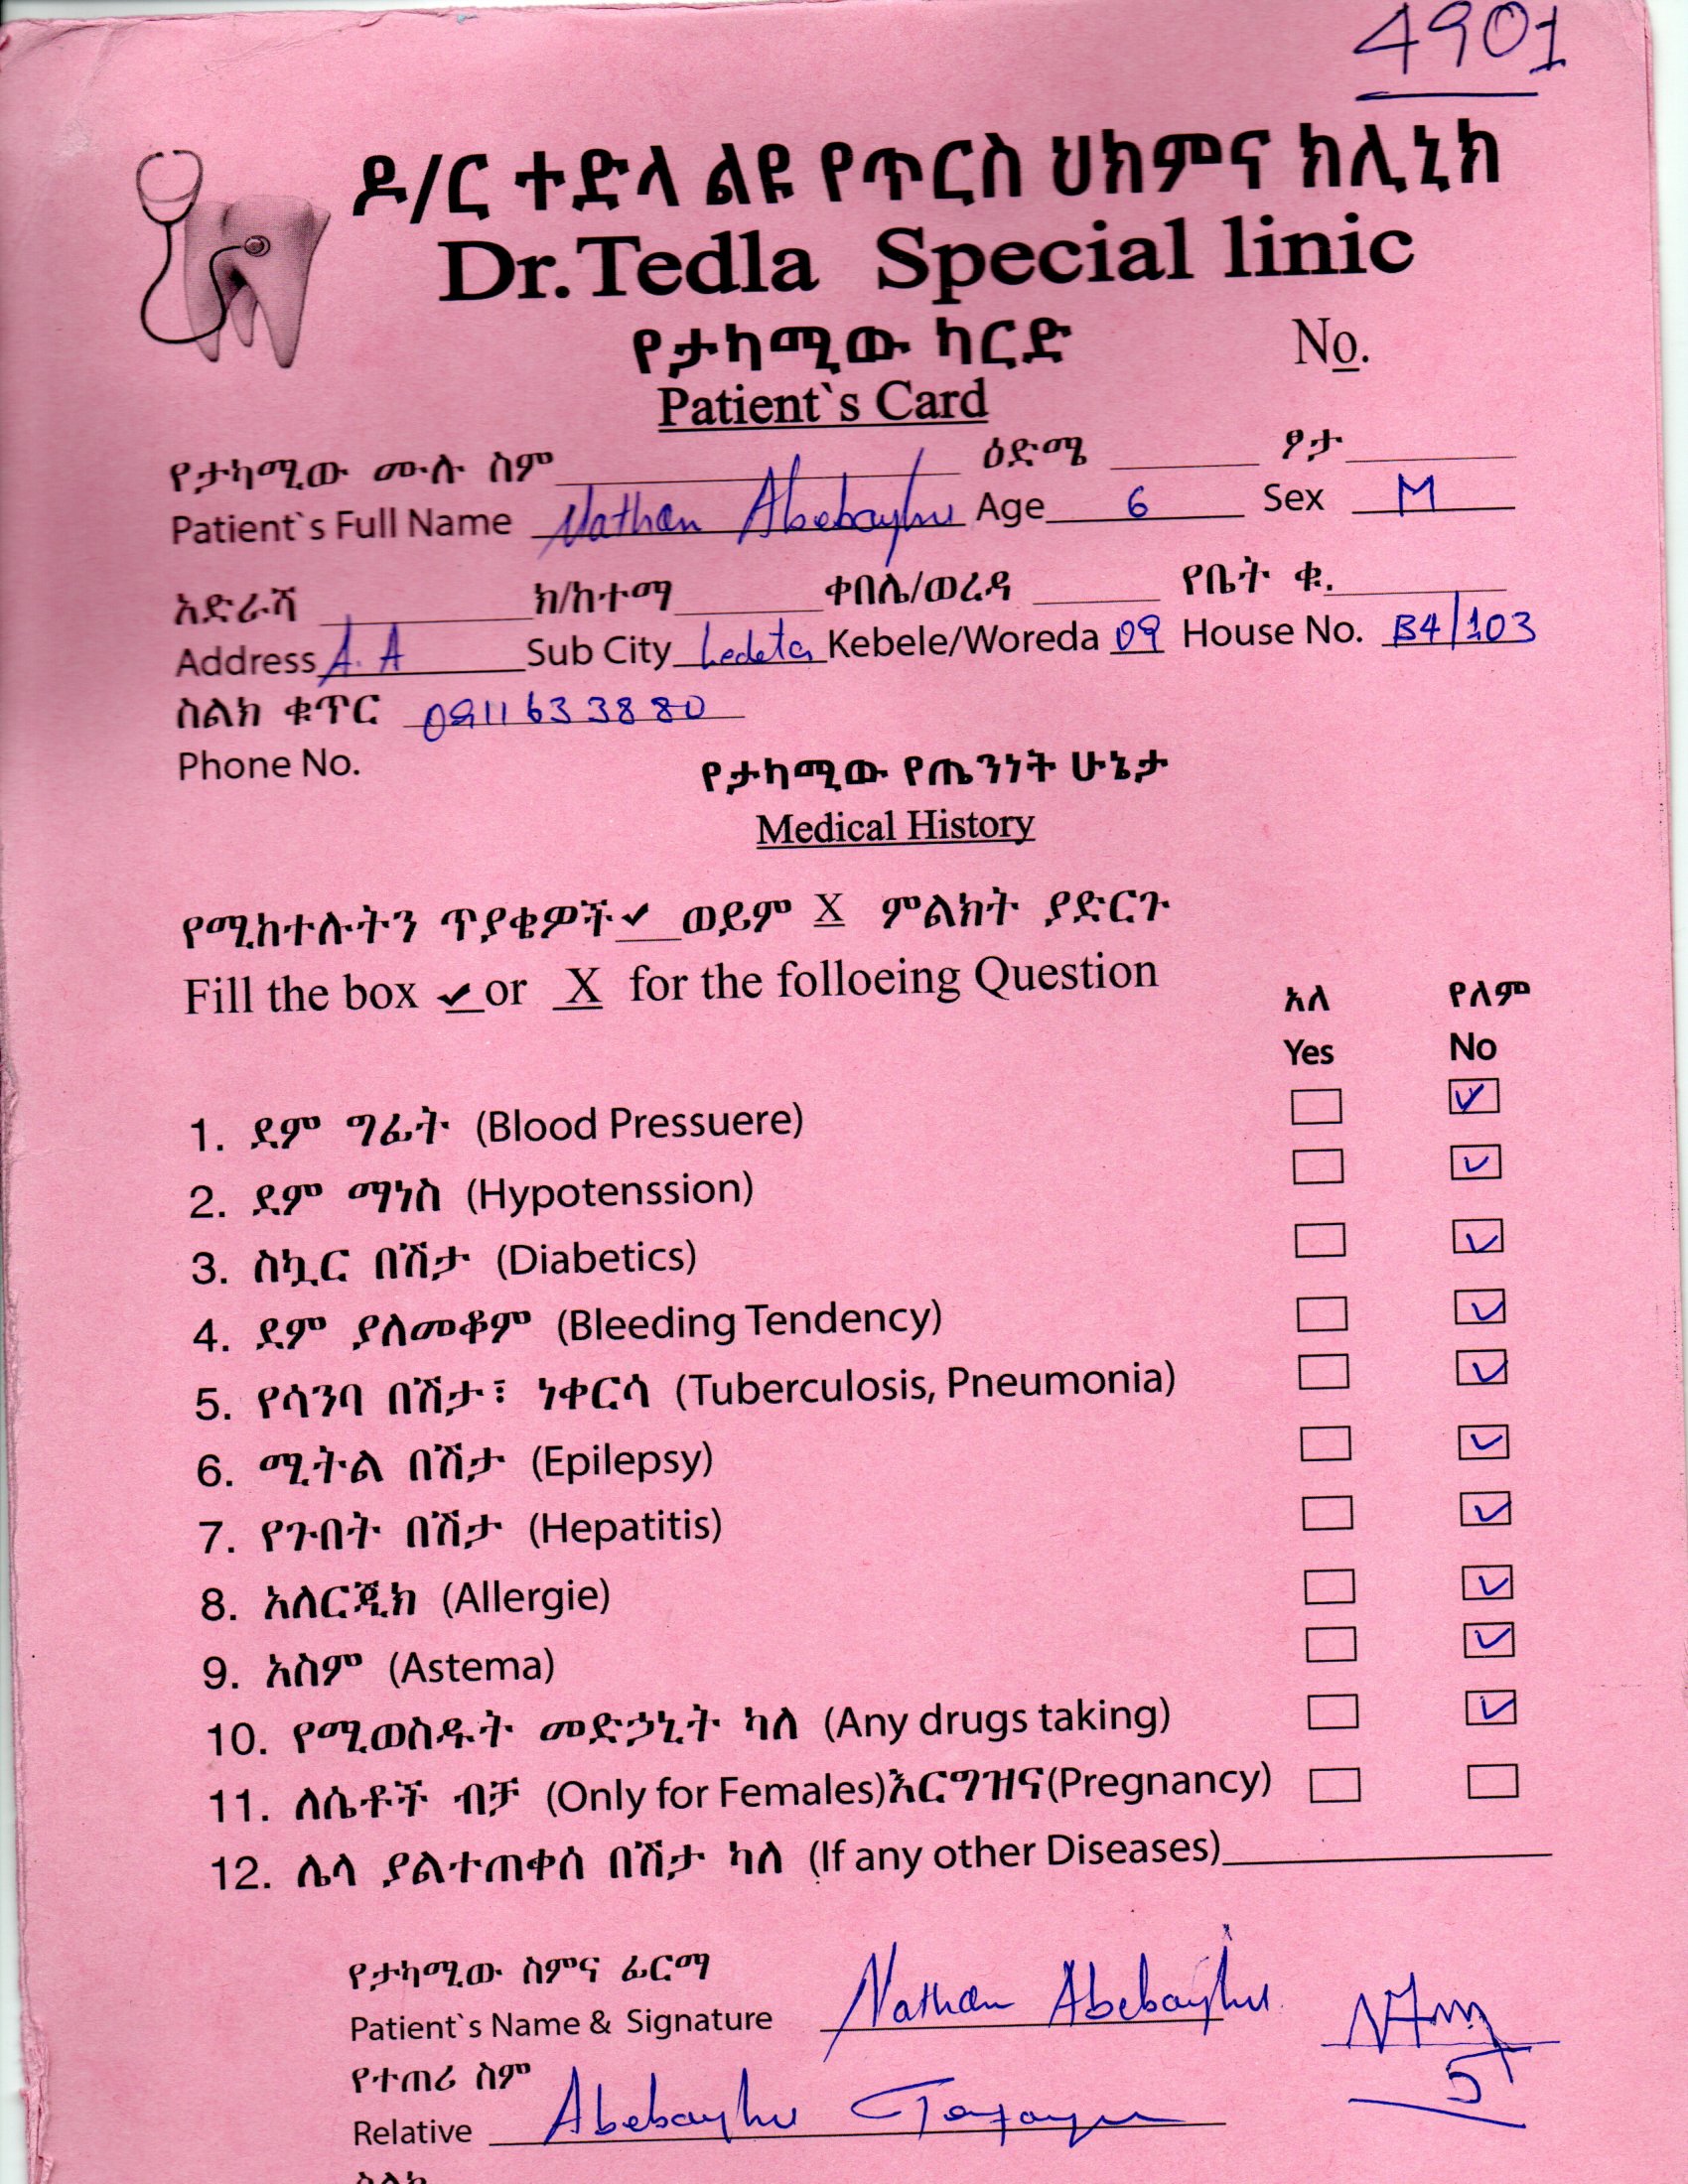 4901
ዶ/ር ተድላ ልዩ የጥርስ ህክምና ክሊኒክ
Dr.Tedla Special linic
የታካሚው ካርድ No.
Patient`s Card
የታካሚው ሙሉ ስም ዕድሜ ፆታ
Patient`s Full Name Nathan Abebayhu Age 6 Sex M
አድራሻ ክ/ከተማ ቀበሌ/ወረዳ የቤት ቁ.
Address A.A Sub City Ledeta Kebele/Woreda 09 House No. B4/103
ስልክ ቁጥር 0911633880
Phone No.
የታካሚው የጤንነት ሁኔታ
Medical History
የሚከተሉትን ጥያቄዎች ✓ ወይም X ምልክት ያድርጉ
Fill the box ✓ or X for the folloeing Question
አለ የለም
Yes No
1. ደም ግፊት (Blood Pressuere) ✓
2. ደም ማነስ (Hypotenssion) ✓
3. ስኳር በሽታ (Diabetics) ✓
4. ደም ያለመቆም (Bleeding Tendency) ✓
5. የሳንባ በሽታ፣ ነቀርሳ (Tuberculosis, Pneumonia) ✓
6. ሚትል በሽታ (Epilepsy) ✓
7. የጉበት በሽታ (Hepatitis) ✓
8. አለርጂክ (Allergie) ✓
9. አስም (Astema) ✓
10. የሚወስዱት መድኃኒት ካለ (Any drugs taking) ✓
11. ለሴቶች ብቻ (Only for Females)እርግዝና(Pregnancy)
12. ሌላ ያልተጠቀሰ በሽታ ካለ (If any other Diseases)
የታካሚው ስምና ፊርማ
Patient`s Name & Signature Nathan Abebayhu
የተጠሪ ስም
Relative Abebayhu